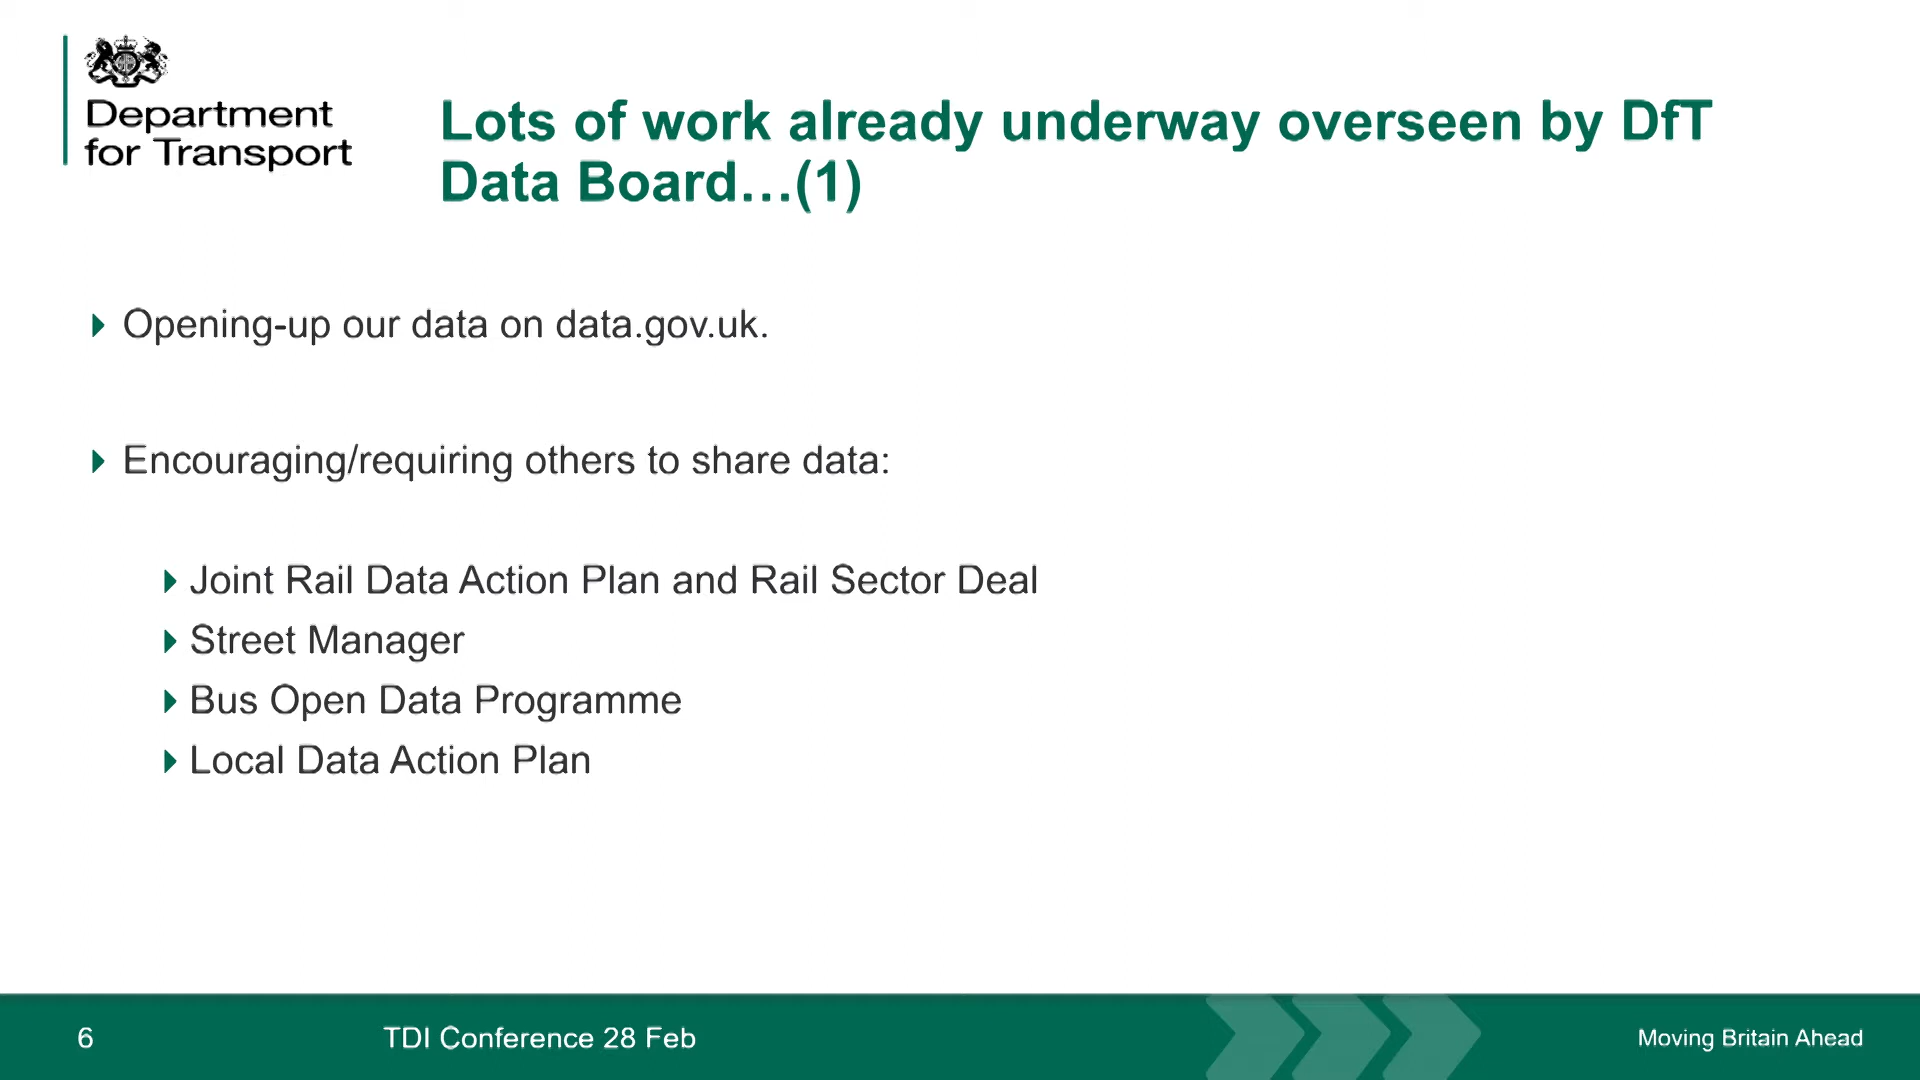 Department
for Transport
Lots of work already underway overseen by DfT
Data Board…(1)
Opening-up our data on data.gov.uk.
Encouraging/requiring others to share data:
Joint Rail Data Action Plan and Rail Sector Deal
Street Manager
Bus Open Data Programme
Local Data Action Plan
6
TDI Conference 28 Feb
Moving Britain Ahead